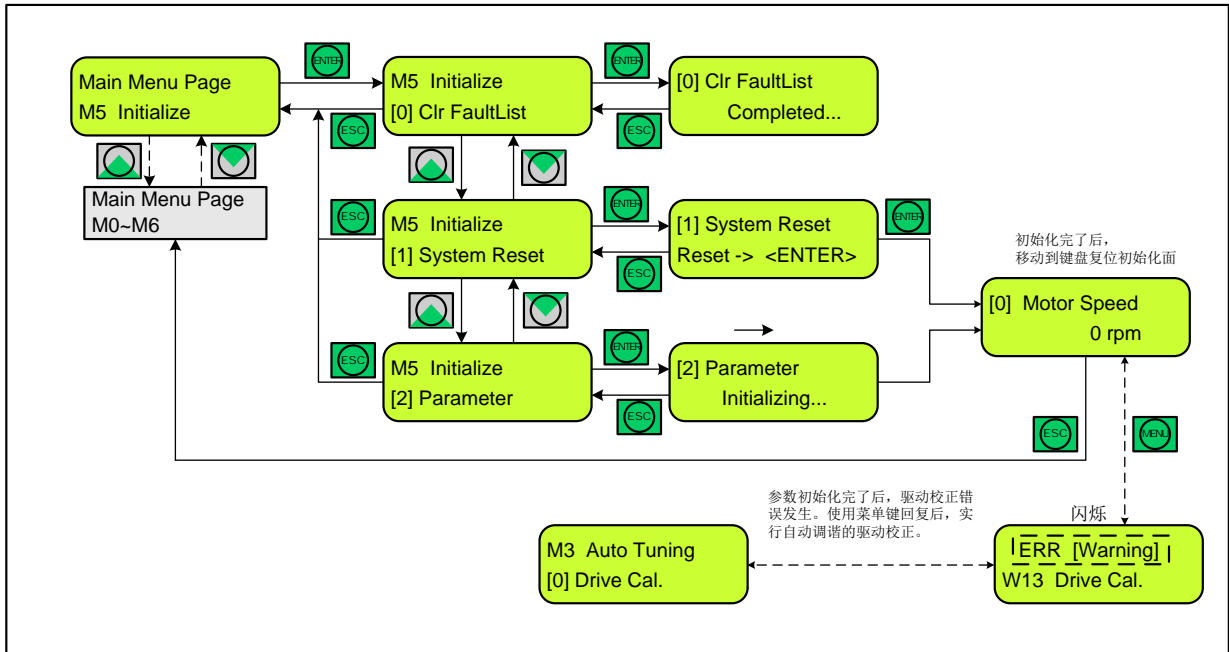 ENTER
ENTER
Main Menu Page
M5 Initialize
M5 Initialize
[0] Clr FaultList
[0] Clr FaultList
Completed...
ESC
ESC
Main Menu Page
M0~M6
ESC
M5 Initialize
[1] System Reset
ENTER
ESC
[1] System Reset
Reset -> <ENTER>
ENTER
初始化完了后，
移动到键盘复位初始化面
[0] Motor Speed
0 rpm
ESC
M5 Initialize
[2] Parameter
ENTER
ESC
[2] Parameter
Initializing...
ESC
MENU
参数初始化完了后，驱动校正错
误发生。使用菜单键回复后，实
行自动调谐的驱动校正。
闪烁
M3 Auto Tuning
[0] Drive Cal.
ERR [Warning]
W13 Drive Cal.